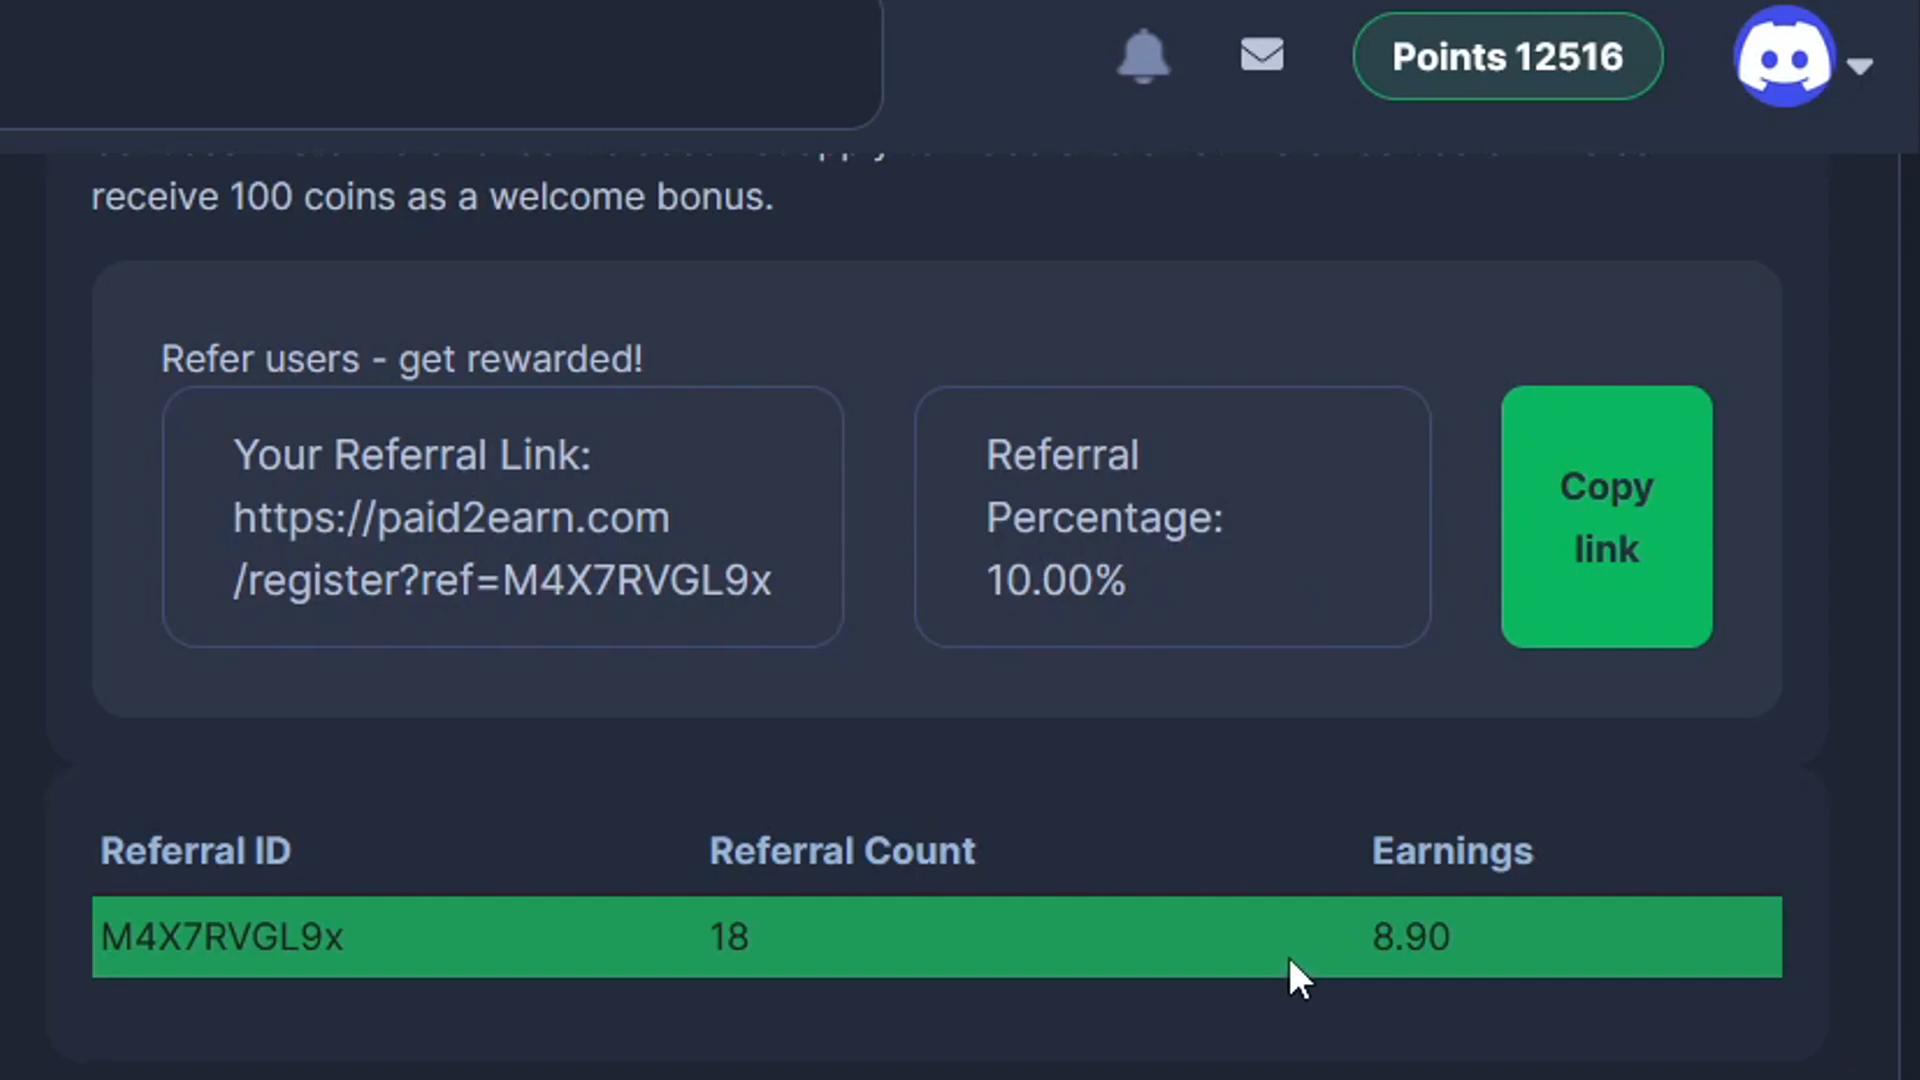 Points 12516
receive 100 coins as a welcome bonus.
Refer users - get rewarded!
Your Referral Link:
https://paid2earn.com
/register?ref=M4X7RVGL9x
Referral
Percentage:
10.00%
Copy
link
Referral ID Referral Count Earnings
M4X7RVGL9x 18 8.90